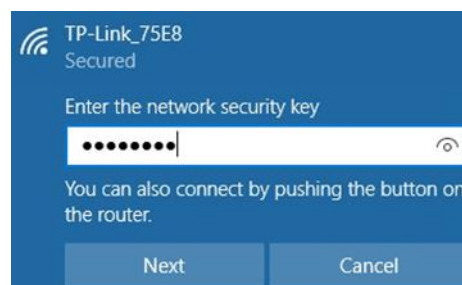 TP-Link_75E8
Secured
Enter the network security key
••••••••
You can also connect by pushing the button on
the router.
Next
Cancel